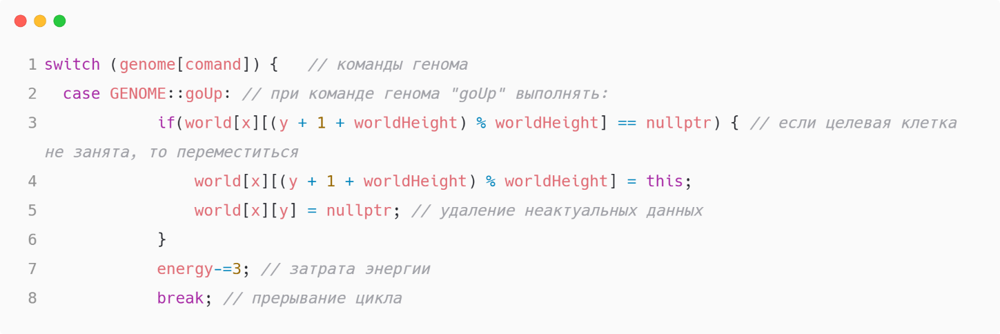 1 switch (genome[comand]) {   // команды генома
2   case GENOME::goUp: // при команде генома "goUp" выполнять:
3             if(world[x][(y + 1 + worldHeight) % worldHeight] == nullptr) { // если целевая клетка
не занята, то переместиться
4                 world[x][(y + 1 + worldHeight) % worldHeight] = this;
5                 world[x][y] = nullptr; // удаление неактуальных данных
6             }
7             energy-=3; // затрата энергии
8             break; // прерывание цикла